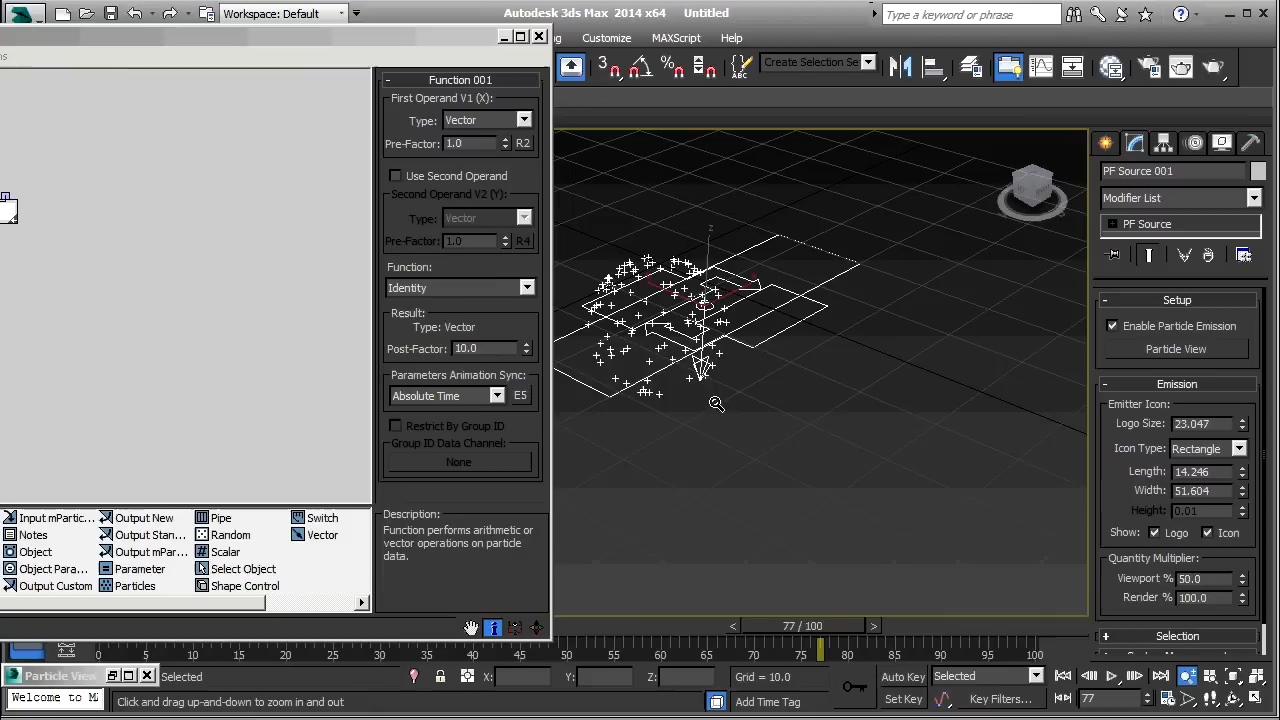 Workspace: Default
Autodesk 3ds Max 2014 x64 Untitled
Type a keyword or phrase
Customize MAXScript Help
3
ABC
Create Selection Se
Function 001
First Operand V1 (X):
Type: Vector
Pre-Factor: 1.0 R2
Use Second Operand
Second Operand V2 (Y):
Type: Vector
Pre-Factor: 1.0 R4
Function:
Identity
Result:
Type: Vector
Post-Factor: 10.0
Parameters Animation Sync:
Absolute Time E5
Restrict By Group ID
Group ID Data Channel:
None
Description:
Function performs arithmetic or
vector operations on particle
data.
Input mPartic... Output New Pipe Switch
Notes Output Stan... Random Vector
Object Output mPar... Scalar
Object Para... Parameter Select Object
Output Custom Particles Shape Control
z
PF Source 001
Modifier List
PF Source
Setup
Enable Particle Emission
Particle View
Emission
Emitter Icon:
Logo Size: 23.047
Icon Type: Rectangle
Length: 14.246
Width: 51.604
Height: 0.01
Show: Logo Icon
Quantity Multiplier:
Viewport % 50.0
Render % 100.0
Selection
< 77 / 100 >
0 5 10 15 20 25 30 35 40 45 50 55 60 65 70 75 80 85 90 95 100
Particle View Selected X: Y: Z: Grid = 10.0 Auto Key Selected
Welcome to M Click and drag up-and-down to zoom in and out Add Time Tag Set Key Key Filters... 77